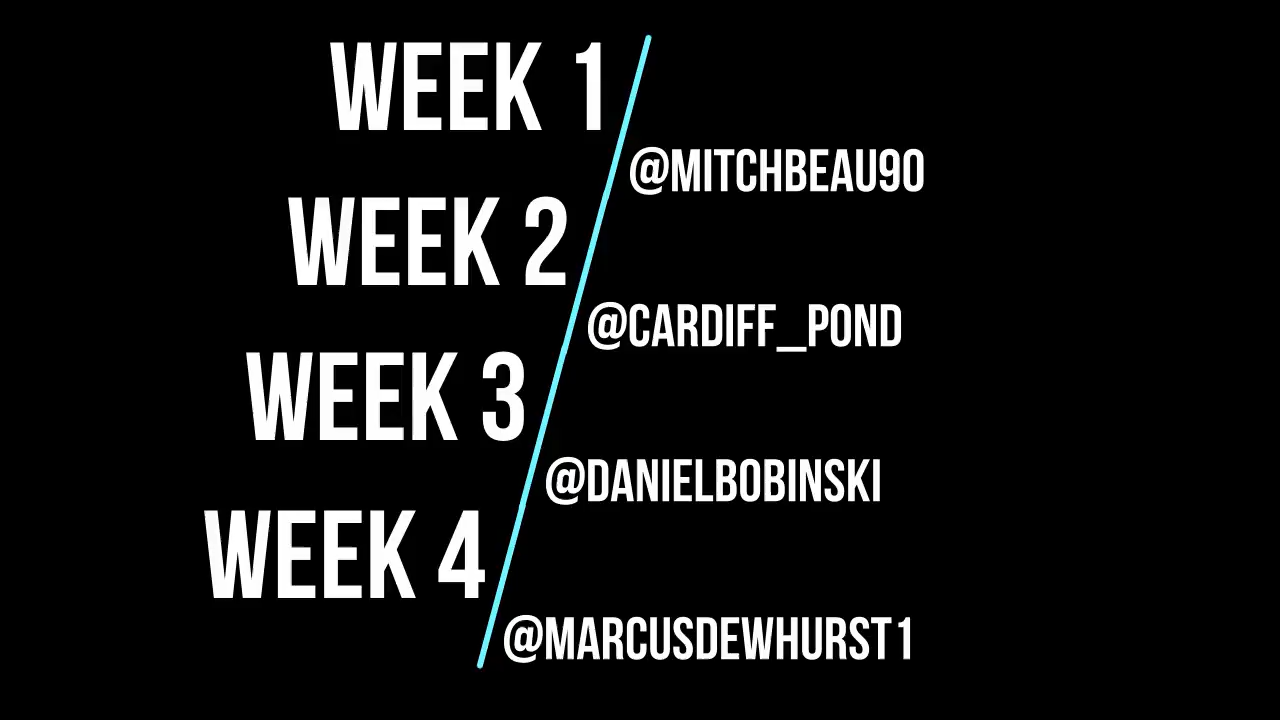 WEEK 1
@MITCHBEAU90
WEEK 2
@CARDIFF_POND
WEEK 3
@DANIELBOBINSKI
WEEK 4
@MARCUSDEWHURST1